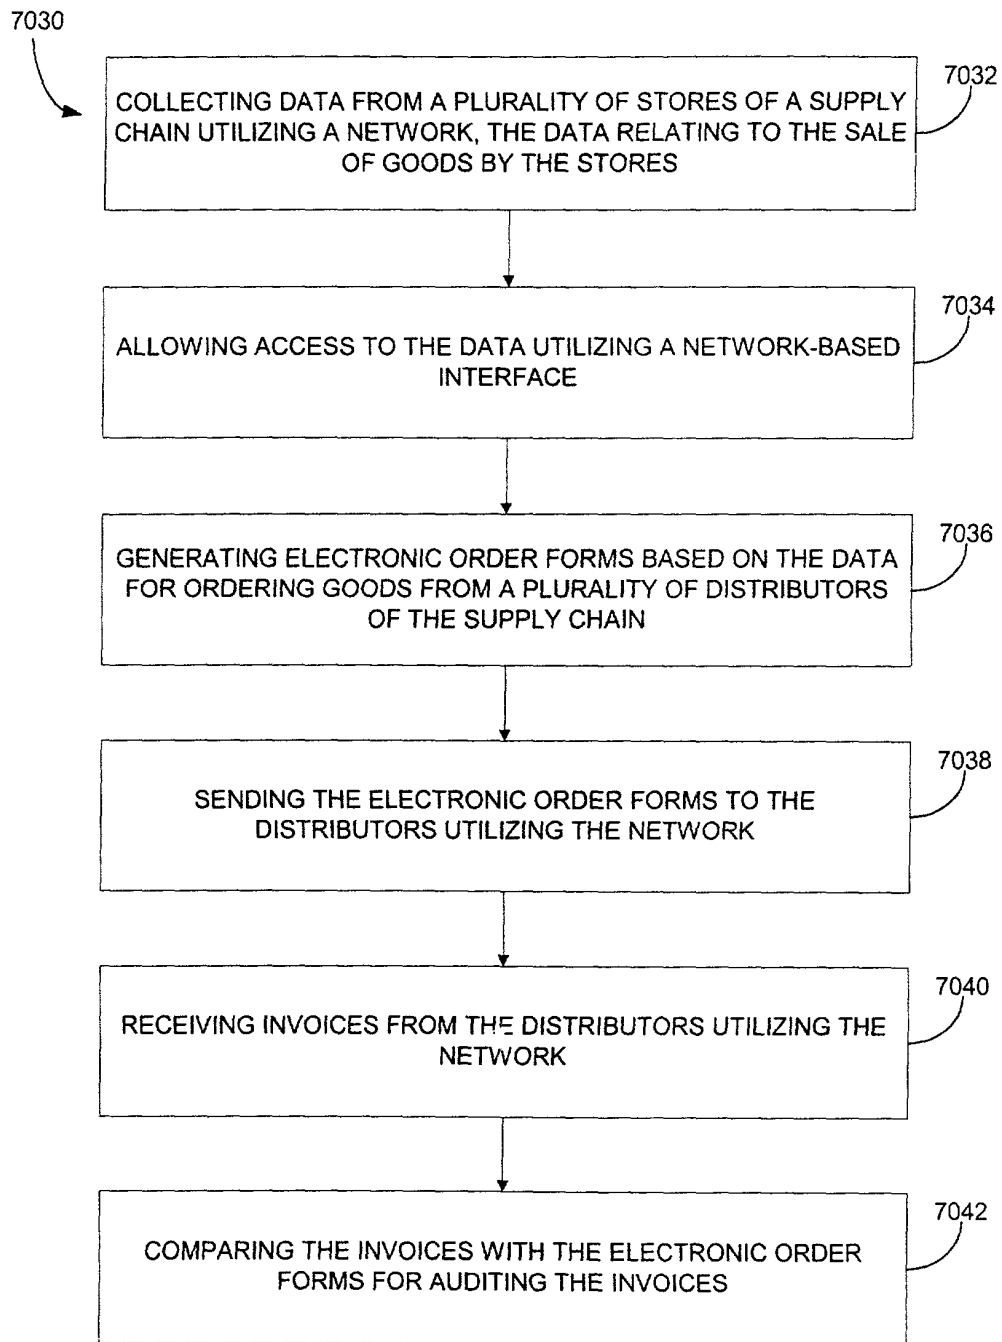 7030
7032
COLLECTING DATA FROM A PLURALITY OF STORES OF A SUPPLY
CHAIN UTILIZING A NETWORK, THE DATA RELATING TO THE SALE
OF GOODS BY THE STORES
7034
ALLOWING ACCESS TO THE DATA UTILIZING A NETWORK-BASED
INTERFACE
7036
GENERATING ELECTRONIC ORDER FORMS BASED ON THE DATA
FOR ORDERING GOODS FROM A PLURALITY OF DISTRIBUTORS
OF THE SUPPLY CHAIN
7038
SENDING THE ELECTRONIC ORDER FORMS TO THE
DISTRIBUTORS UTILIZING THE NETWORK
7040
RECEIVING INVOICES FROM THE DISTRIBUTORS UTILIZING THE
NETWORK
7042
COMPARING THE INVOICES WITH THE ELECTRONIC ORDER
FORMS FOR AUDITING THE INVOICES